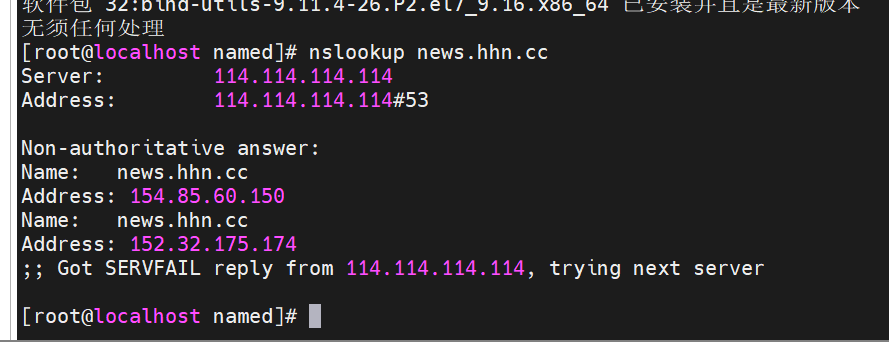 软件包 32:bind-utils-9.11.4-26.P2.el7_9.16.x86_64 已安装并且是最新版本
无须任何处理
[root@localhost named]# nslookup news.hhn.cc
Server:         114.114.114.114
Address:        114.114.114.114#53

Non-authoritative answer:
Name:   news.hhn.cc
Address: 154.85.60.150
Name:   news.hhn.cc
Address: 152.32.175.174
;; Got SERVFAIL reply from 114.114.114.114, trying next server

[root@localhost named]#